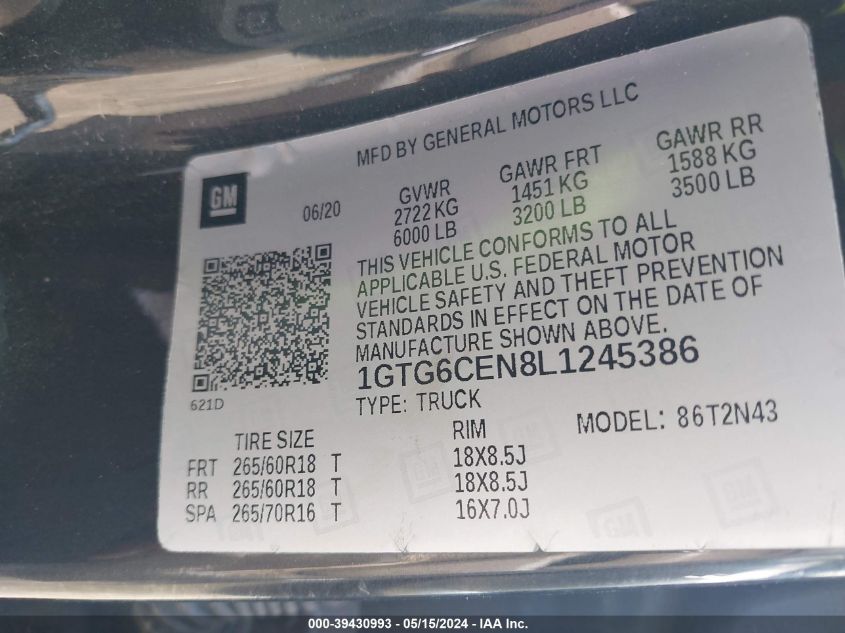 MFD BY GENERAL MOTORS LLC
GM
06/20
GVWR
2722 KG
6000 LB
GAWR FRT
1451 KG
3200 LB
GAWR RR
1588 KG
3500 LB
THIS VEHICLE CONFORMS TO ALL
APPLICABLE U.S. FEDERAL MOTOR
VEHICLE SAFETY AND THEFT PREVENTION
STANDARDS IN EFFECT ON THE DATE OF
MANUFACTURE SHOWN ABOVE.
1GTG6CEN8L1245386
621D
TYPE: TRUCK
MODEL: 86T2N43
TIRE SIZE RIM
FRT 265/60R18 T 18X8.5J
RR 265/60R18 T 18X8.5J
SPA 265/70R16 T 16X7.0J
000-39430993 - 05/15/2024 - IAA Inc.